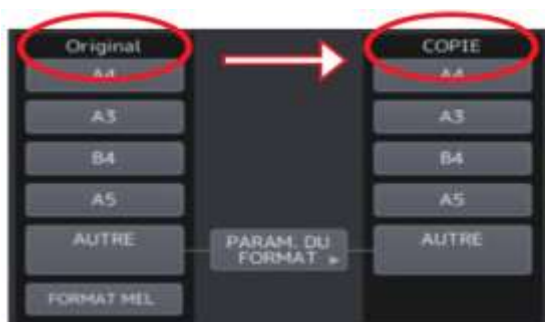 Original
A4
A3
B4
A5
AUTRE
FORMAT MEL
PARAM. DU
FORMAT
COPIE
A4
A3
B4
A5
AUTRE